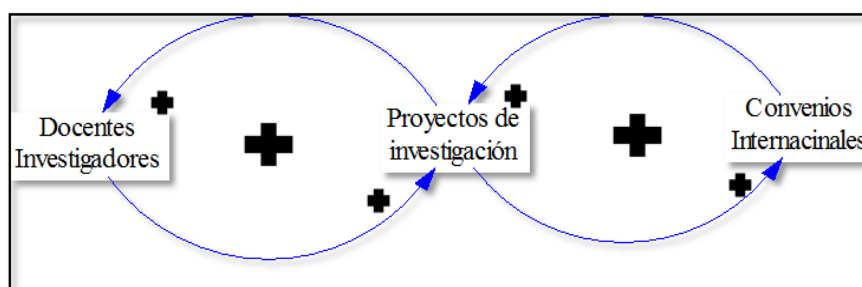 Docentes
Investigadores
Proyectos de
investigación
Convenios
Internacinales